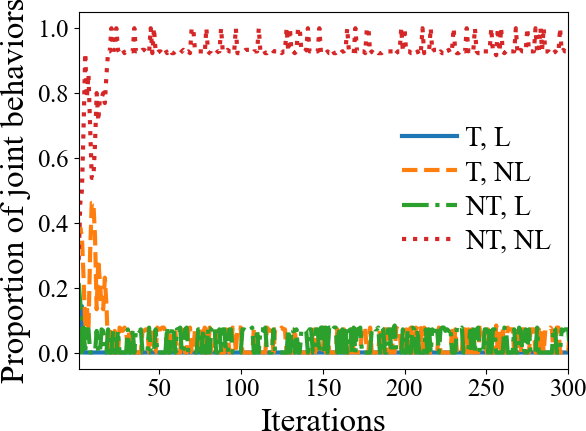 Proportion of joint behaviors
1.0
0.8
0.6
0.4
0.2
0.0
T, L
T, NL
NT, L
NT, NL
50 100 150 200 250 300
Iterations